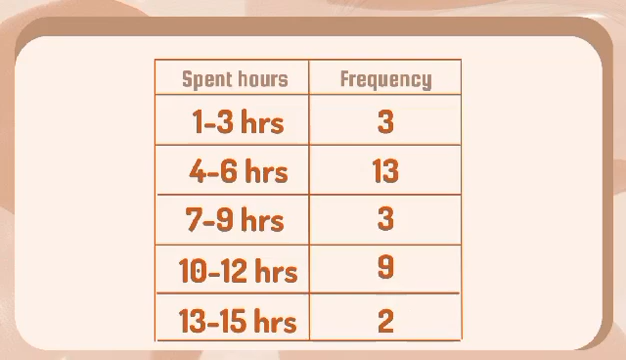 Spent hours Frequency
1-3 hrs 3
4-6 hrs 13
7-9 hrs 3
10-12 hrs 9
13-15 hrs 2